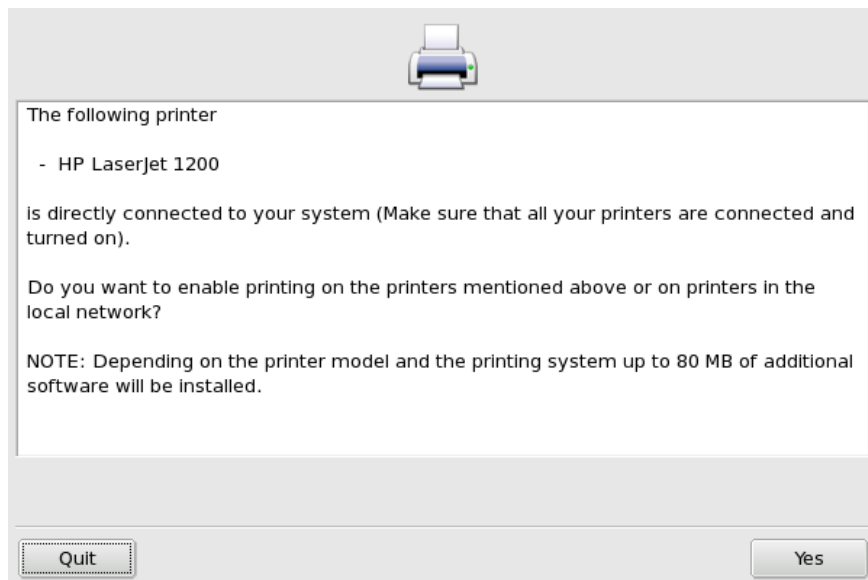 The following printer
- HP LaserJet 1200
is directly connected to your system (Make sure that all your printers are connected and
turned on).
Do you want to enable printing on the printers mentioned above or on printers in the
local network?
NOTE: Depending on the printer model and the printing system up to 80 MB of additional
software will be installed.
Quit
Yes